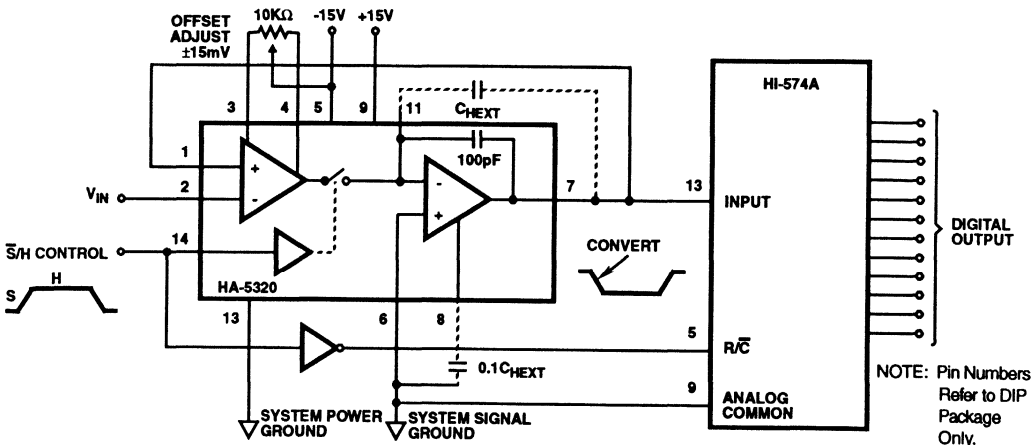 10KΩ
-15V
+15V
OFFSET
ADJUST
±15mV
HI-574A
3
4
5
9
11
C_HEXT
100pF
1
+
-
2
V_IN
-
+
7
13
INPUT
DIGITAL
OUTPUT
S̅/H CONTROL
14
CONVERT
S
H
HA-5320
13
6
8
5
R/C̅
0.1C_HEXT
9
ANALOG
COMMON
SYSTEM POWER
GROUND
SYSTEM SIGNAL
GROUND
NOTE: Pin Numbers
Refer to DIP
Package
Only.